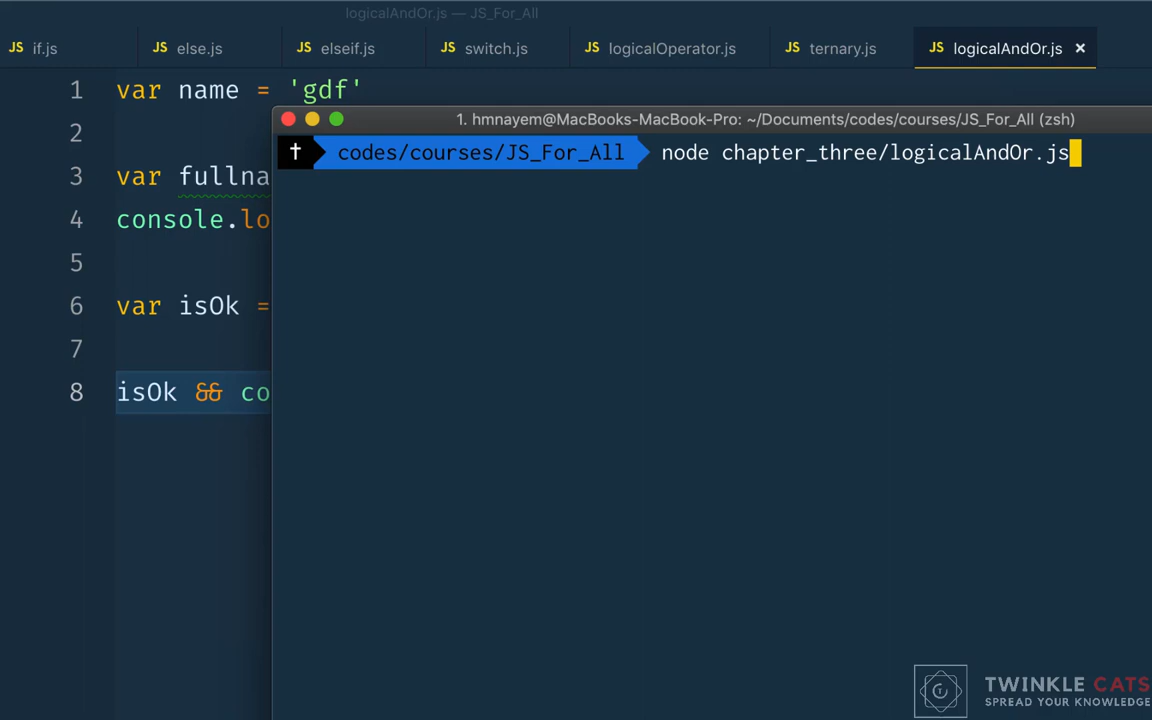 logicalAndOr.js — JS_For_All
JS if.js JS else.js JS elseif.js JS switch.js JS logicalOperator.js JS ternary.js JS logicalAndOr.js ×
1 var name = 'gdf'
1. hmnayem@MacBooks-MacBook-Pro: ~/Documents/codes/courses/JS_For_All (zsh)
† codes/courses/JS_For_All node chapter_three/logicalAndOr.js
2
3 var fullna
4 console.lo
5
6 var isOk =
7
8 isOk && co
TWINKLE CATS
SPREAD YOUR KNOWLEDGE